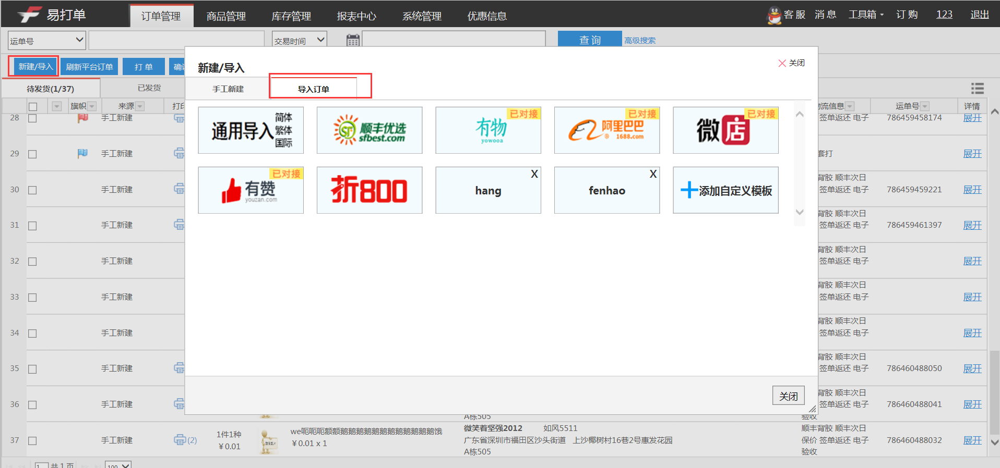 易打单
订单管理 商品管理 库存管理 报表中心 系统管理 优惠信息
客 服 消 息 工具箱 订 购 123 退出
运单号 交易时间 查 询 高级搜索
新建/导入 刷新平台订单 打 单
待发货(1/37) 已发货
旗帜 来源 流信息 运单号 详情
新建/导入
关闭
手工新建 导入订单
通用导入 简体
繁体
国际
顺丰优选
sfbest.com
已对接
有物
yowooa
已对接
阿里巴巴
1688.com
已对接
微店
已对接
有赞
youzan.com
折800
X
hang
X
fenhao
添加自定义模板
关闭
28 手工新建 签单返还 电子 786459458174 展开
29 手工新建 套打 展开
30 手工新建 背胶 顺丰次日
签单返还 电子 786459459221 展开
31 手工新建 背胶 顺丰次日
签单返还 电子 786459461397 展开
32 手工新建 背胶 顺丰次日
签单返还 电子 展开
33 手工新建 背胶 顺丰次日
签单返还 电子 展开
34 手工新建 背胶 顺丰次日
签单返还 电子 展开
35 手工新建 背胶 顺丰次日
签单返还 电子 786460488050 展开
36 手工新建 背胶 顺丰次日
签单返还 电子 786460488041 展开
A栋505 验收
37 手工新建 (2) 1件1种
¥0.01
we呃呃呃额额鹅鹅鹅鹅鹅鹅鹅鹅鹅鹅鹅鹅饿
¥0.01 x 1
微笑着坚强2012 如风5511
广东省深圳市福田区沙头街道 上沙椰树村16巷2号惠发花园
A栋505
顺丰背胶 顺丰次日
保价 签单返还 电子
验收
786460488032 展开
1 共 1 页 100